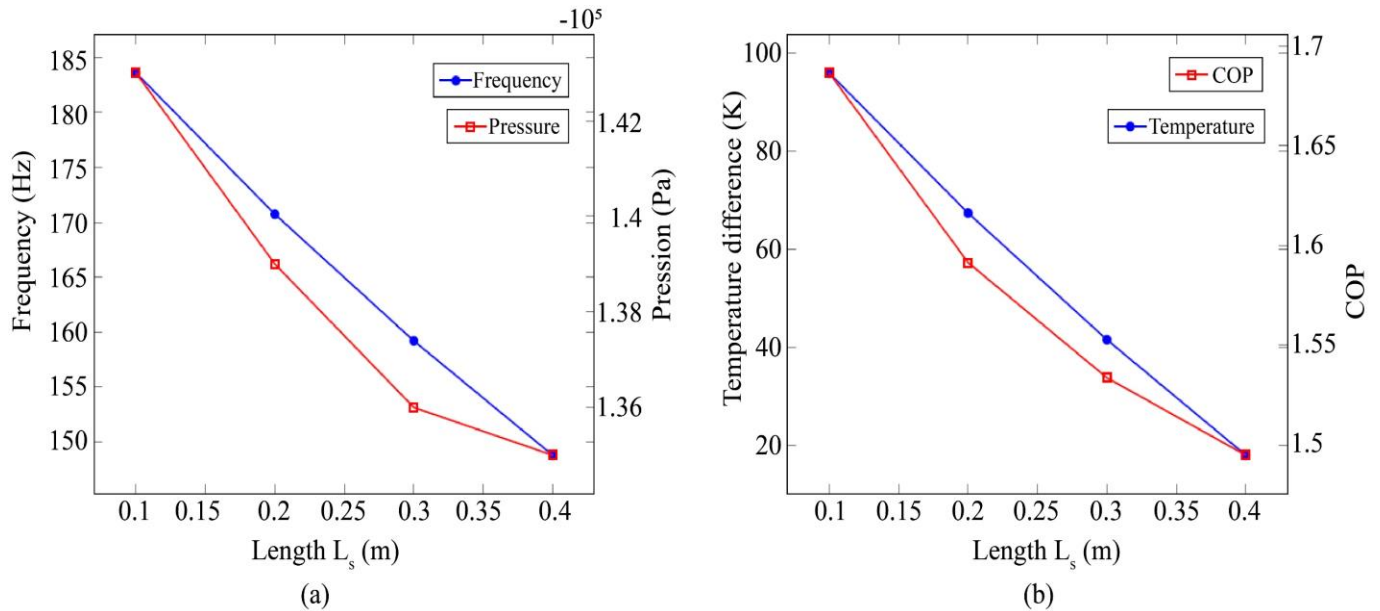 -10⁵
185
180
175
170
165
160
155
150
Frequency (Hz)
Frequency
Pressure
1.42
1.4
1.38
1.36
Pression (Pa)
0.1 0.15 0.2 0.25 0.3 0.35 0.4
Length Lₛ (m)
(a)
100
80
60
40
20
Temperature difference (K)
COP
Temperature
1.7
1.65
1.6
1.55
1.5
COP
0.1 0.15 0.2 0.25 0.3 0.35 0.4
Length Lₛ (m)
(b)